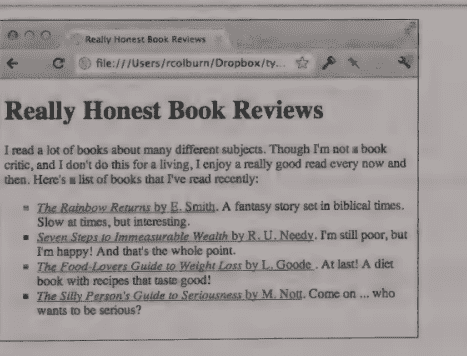 Really Honest Book Reviews
file:///Users/rcolburn/Dropbox/ty...
Really Honest Book Reviews
I read a lot of books about many different subjects. Though I'm not a book
critic, and I don't do this for a living, I enjoy a really good read every now and
then. Here's a list of books that I've read recently:
▪ The Rainbow Returns by E. Smith. A fantasy story set in biblical times.
Slow at times, but interesting.
▪ Seven Steps to Immeasurable Wealth by R. U. Needy. I'm still poor, but
I'm happy! And that's the whole point.
▪ The Food-Lovers Guide to Weight Loss by L. Goode . At last! A diet
book with recipes that taste good!
▪ The Silly Person's Guide to Seriousness by M. Nott. Come on ... who
wants to be serious?